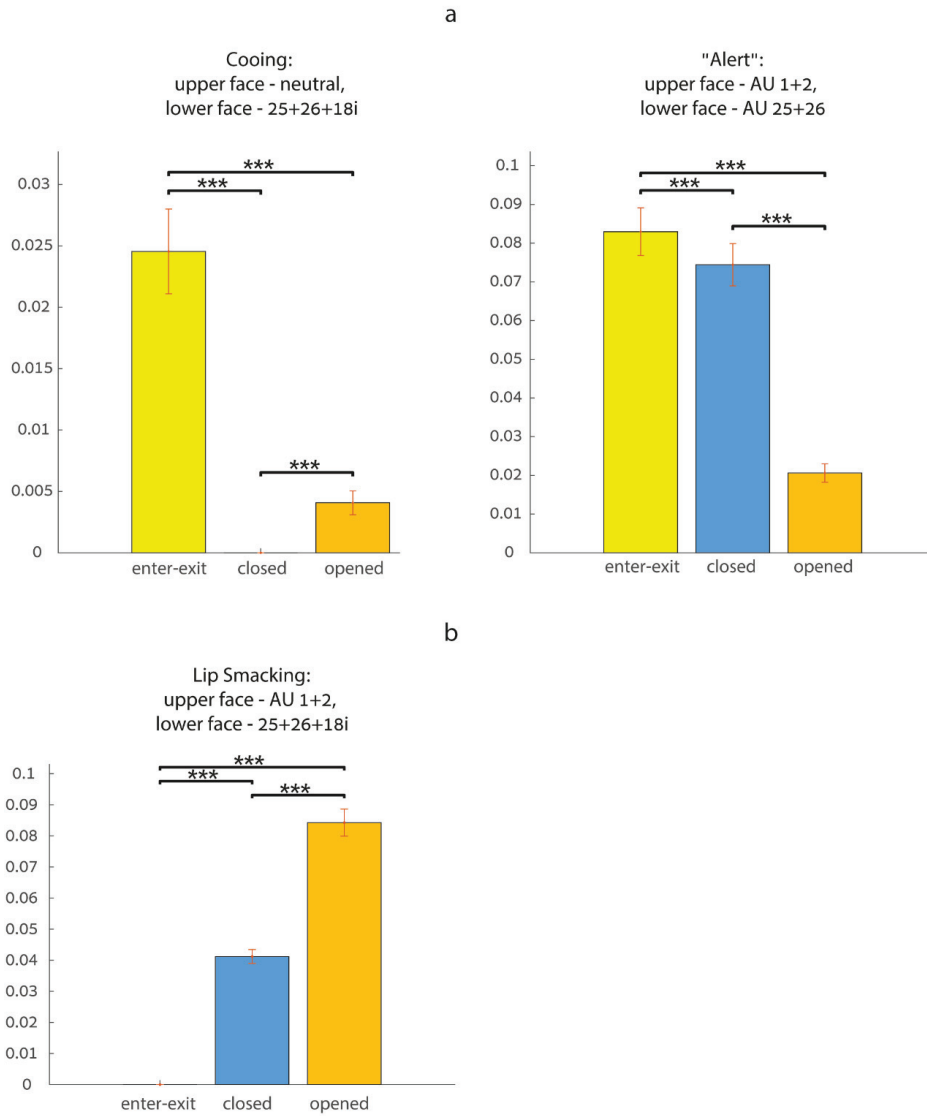 a
Cooing:
upper face - neutral,
lower face - 25+26+18i
0.03
0.025
0.02
0.015
0.01
0.005
0
***
***
***
enter-exit closed opened
"Alert":
upper face - AU 1+2,
lower face - AU 25+26
0.1
0.09
0.08
0.07
0.06
0.05
0.04
0.03
0.02
0.01
0
***
***
***
enter-exit closed opened
b
Lip Smacking:
upper face - AU 1+2,
lower face - 25+26+18i
0.1
0.09
0.08
0.07
0.06
0.05
0.04
0.03
0.02
0.01
0
***
***
***
enter-exit closed opened